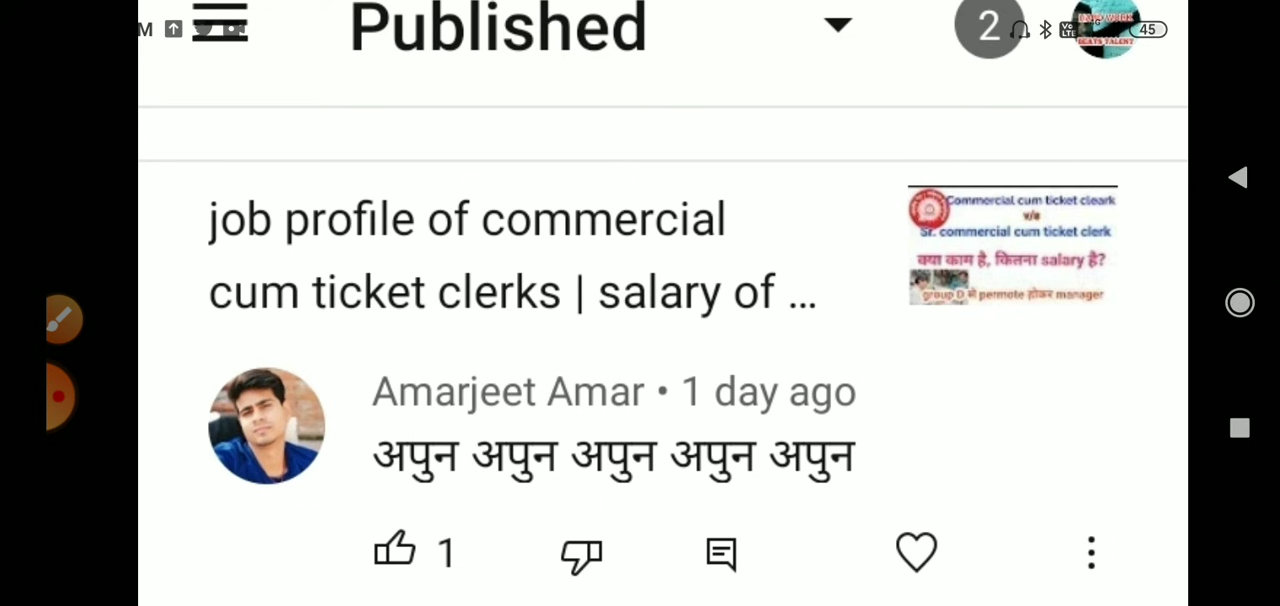 M
Published
2
45
job profile of commercial
cum ticket clerks | salary of ...
Commercial cum ticket cleark
v/s
Sr. commercial cum ticket clerk
क्या काम है, कितना salary है?
group D से permote होकर manager
Amarjeet Amar • 1 day ago
अपुन अपुन अपुन अपुन अपुन
1